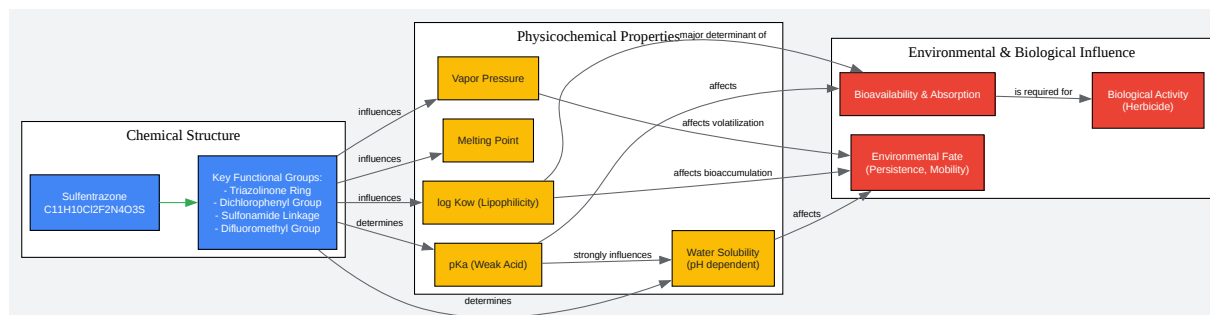 Chemical Structure
Sulfentrazone
C11H10Cl2F2N4O3S
Key Functional Groups:
- Triazolinone Ring
- Dichlorophenyl Group
- Sulfonamide Linkage
- Difluoromethyl Group
influences
influences
influences
determines
determines
Physicochemical Properties
Vapor Pressure
Melting Point
log Kow (Lipophilicity)
pKa (Weak Acid)
strongly influences
Water Solubility
(pH dependent)
major determinant of
affects
affects volatilization
affects bioaccumulation
affects
Environmental & Biological Influence
Bioavailability & Absorption
is required for
Biological Activity
(Herbicide)
Environmental Fate
(Persistence, Mobility)